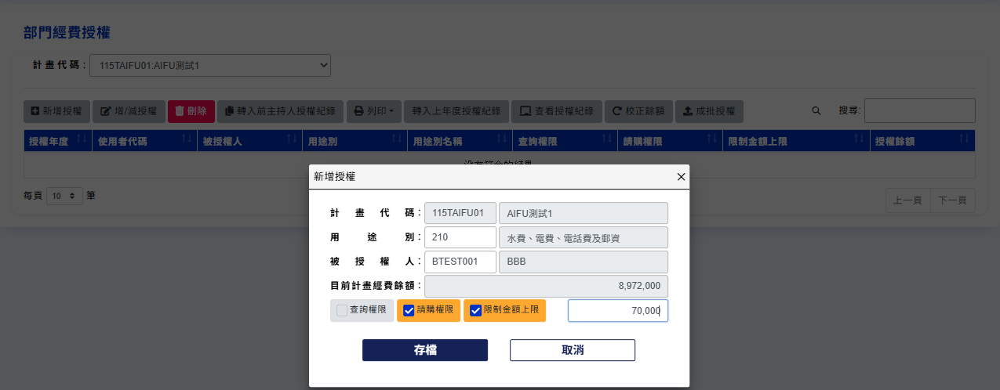 部門經費授權
計畫代碼： 115TAIFU01:AIFU測試1
新增授權 增/減授權 刪除 轉入前主持人授權紀錄 列印 轉入上年度授權紀錄 查看授權紀錄 校正餘額 成批授權 搜尋:
授權年度 使用者代碼 被授權人 用途別 用途別名稱 查詢權限 請購權限 限制金額上限 授權餘額
每頁 10 筆 上一頁 下一頁
新增授權
計畫代碼： 115TAIFU01 AIFU測試1
用途別： 210 水費、電費、電話費及郵資
被授權人： BTEST001 BBB
目前計畫經費餘額： 8,972,000
查詢權限 請購權限 限制金額上限 70,000
存檔 取消